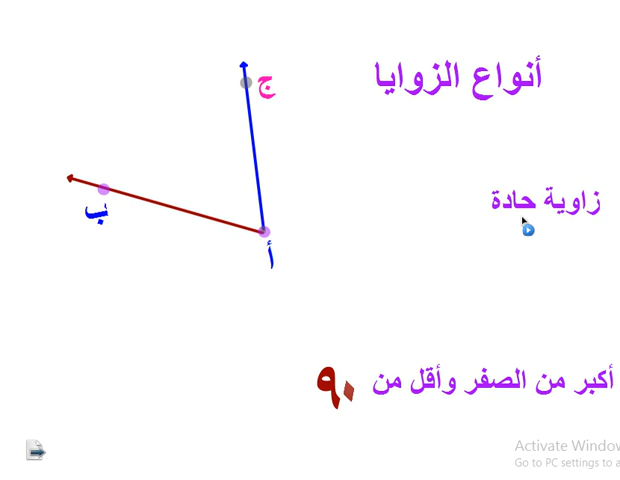 أنواع الزوايا
ج
زاوية حادة
ب
أ
أكبر من الصفر وأقل من ٩٠
Activate Window
Go to PC settings to a